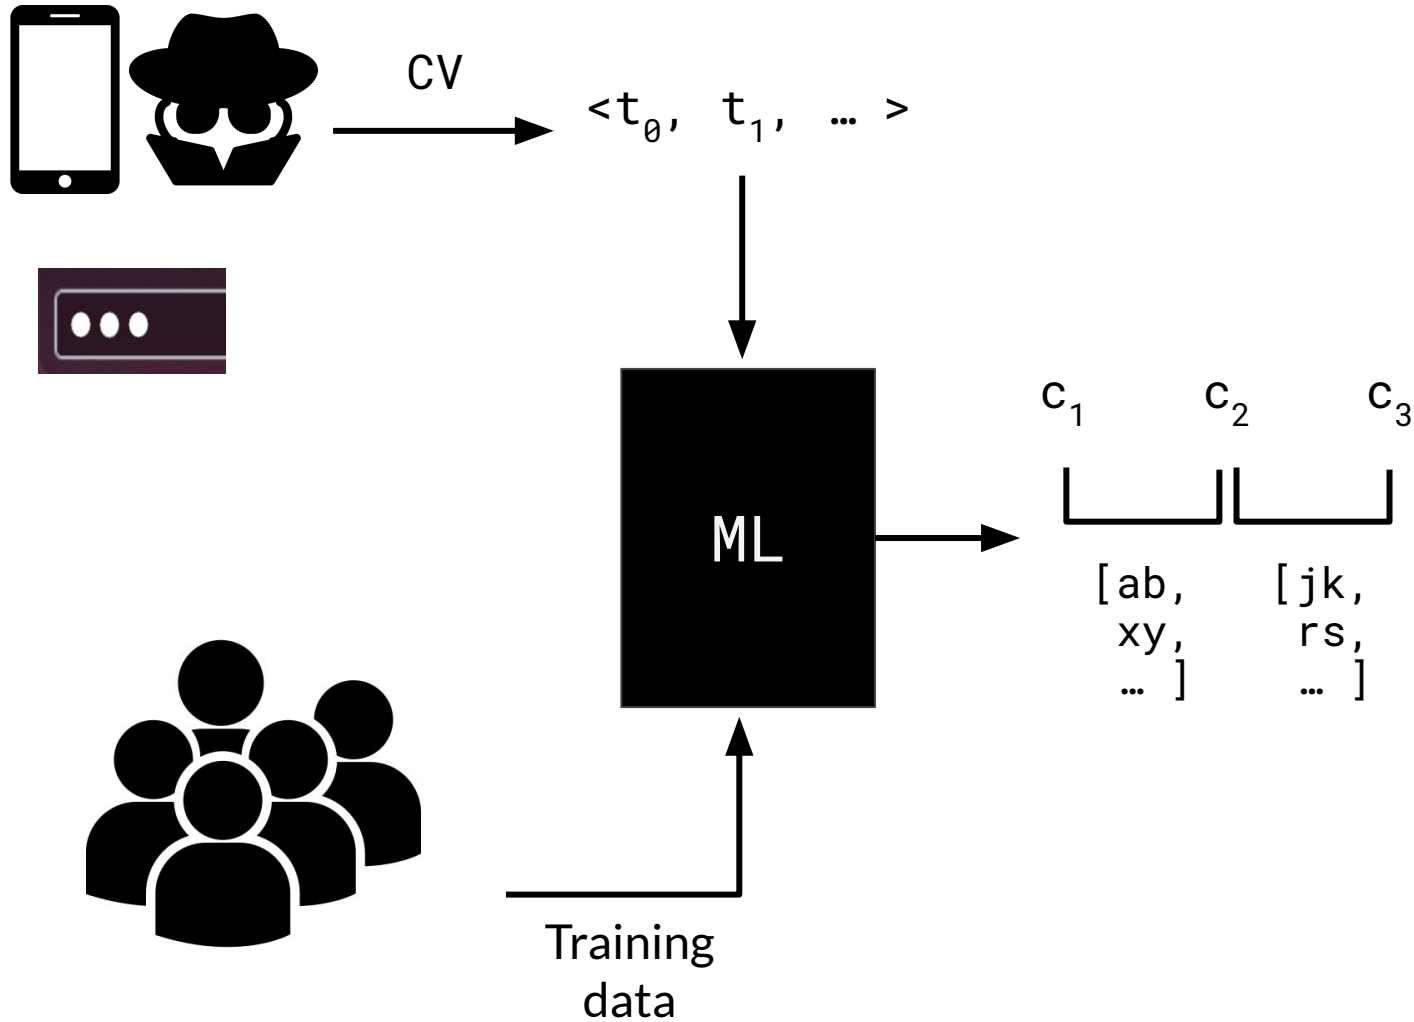 CV
<t₀, t₁, … >
ML
c₁ c₂ c₃
[ab, [jk,
xy, rs,
… ] … ]
Training
data